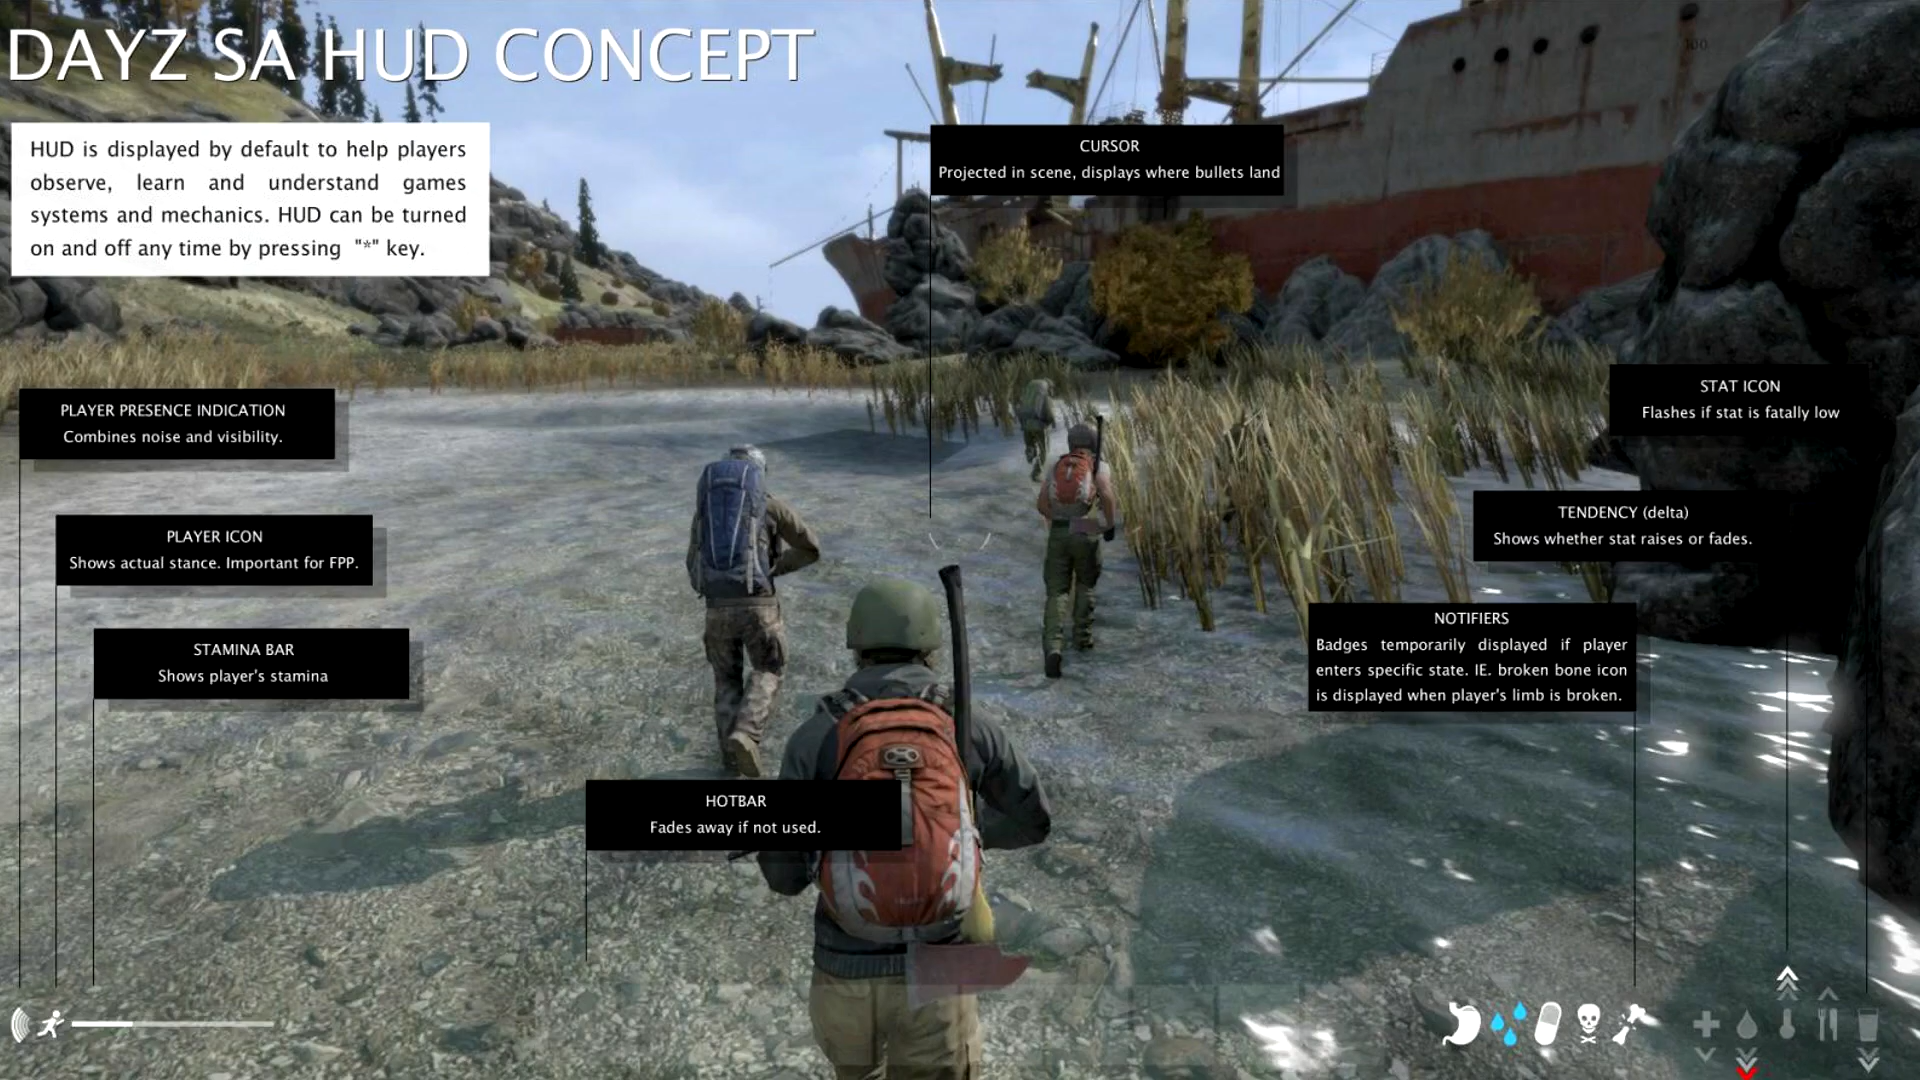 DAYZ SA HUD CONCEPT
HUD is displayed by default to help players
observe, learn and understand games
systems and mechanics. HUD can be turned
on and off any time by pressing "*" key.
CURSOR
Projected in scene, displays where bullets land
100
STAT ICON
Flashes if stat is fatally low
PLAYER PRESENCE INDICATION
Combines noise and visibility.
TENDENCY (delta)
Shows whether stat raises or fades.
PLAYER ICON
Shows actual stance. Important for FPP.
NOTIFIERS
Badges temporarily displayed if player
enters specific state. IE. broken bone icon
is displayed when player's limb is broken.
STAMINA BAR
Shows player's stamina
HOTBAR
Fades away if not used.